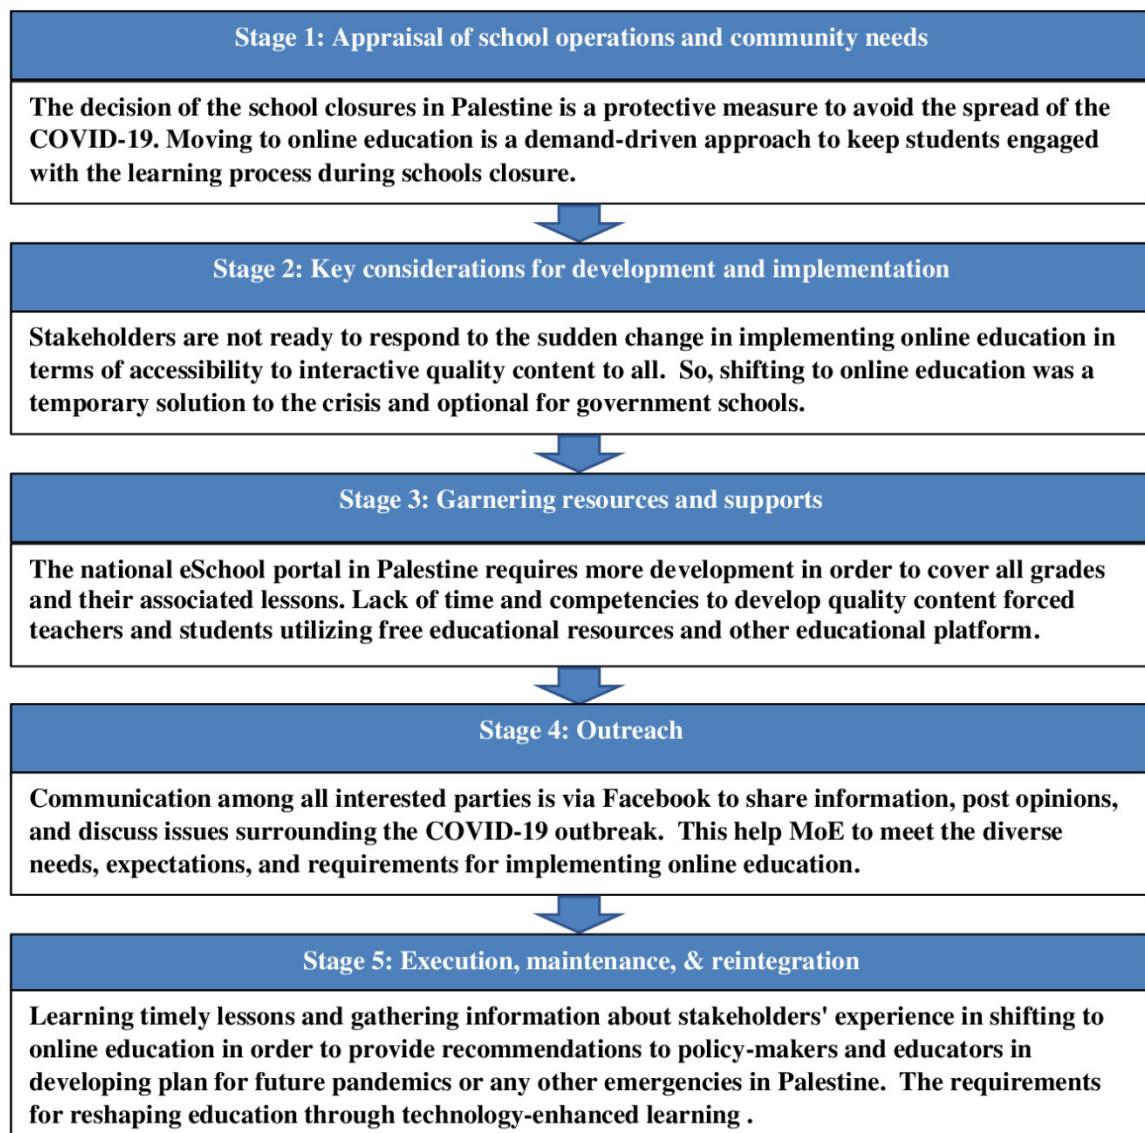 Stage 1: Appraisal of school operations and community needs
The decision of the school closures in Palestine is a protective measure to avoid the spread of the
COVID-19. Moving to online education is a demand-driven approach to keep students engaged
with the learning process during schools closure.
Stage 2: Key considerations for development and implementation
Stakeholders are not ready to respond to the sudden change in implementing online education in
terms of accessibility to interactive quality content to all.  So, shifting to online education was a
temporary solution to the crisis and optional for government schools.
Stage 3: Garnering resources and supports
The national eSchool portal in Palestine requires more development in order to cover all grades
and their associated lessons. Lack of time and competencies to develop quality content forced
teachers and students utilizing free educational resources and other educational platform.
Stage 4: Outreach
Communication among all interested parties is via Facebook to share information, post opinions,
and discuss issues surrounding the COVID-19 outbreak.  This help MoE to meet the diverse
needs, expectations, and requirements for implementing online education.
Stage 5: Execution, maintenance, & reintegration
Learning timely lessons and gathering information about stakeholders' experience in shifting to
online education in order to provide recommendations to policy-makers and educators in
developing plan for future pandemics or any other emergencies in Palestine.  The requirements
for reshaping education through technology-enhanced learning .